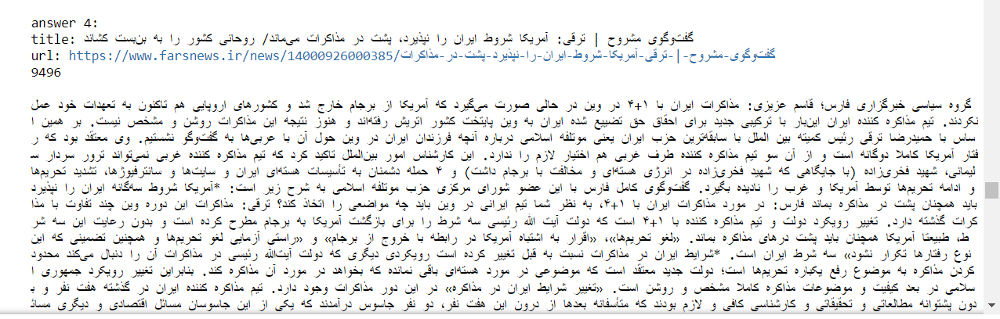 answer 4:
title: گفت‌وگوی مشروح | ترقی: آمریکا شروط ایران را نپذیرد، پشت در مذاکرات می‌ماند/ روحانی کشور را به بن‌بست کشاند
url: https://www.farsnews.ir/news/14000926000385/گفت‌وگوی-مشروح-|-ترقی-آمریکا-شروط-ایران-را-نپذیرد-پشت-در-مذاکرات
9496
گروه سیاسی خبرگزاری فارس؛ قاسم عزیزی: مذاکرات ایران با ۱+۴ در وین در حالی صورت می‌گیرد که آمریکا از برجام خارج شد و کشورهای اروپایی هم تاکنون به تعهدات خود عمل
نکردند. تیم مذاکره کننده ایران این‌بار با ترکیبی جدید برای احقاق حق تضییع شده ایران به وین پایتخت کشور اتریش رفته‌اند و هنوز نتیجه این مذاکرات روشن و مشخص نیست. بر همین ا
ساس با حمیدرضا ترقی رئیس کمیته بین الملل با سابقه‌ترین حزب ایران یعنی موتلفه اسلامی درباره آنچه فرزندان ایران در وین حول آن با عربی‌ها به گفت‌وگو نشستیم. وی معتقد بود که ر
فتار آمریکا کاملا دوگانه است و از آن سو تیم مذاکره کننده طرف غربی هم اختیار لازم را ندارد. این کارشناس امور بین‌الملل تاکید کرد که تیم مذاکره کننده غربی نمی‌تواند ترور سردار س
لیمانی، شهید فخری‌زاده (با جایگاهی که شهید فخری‌زاده در انرژی هسته‌ای و مخالفت با برجام داشت) و ۴ حمله دشمنان به تأسیسات هسته‌ای ایران و سایت‌ها و سانترفیوژها، تشدید تحریم‌ها
و ادامه تحریم‌ها توسط آمریکا و غرب را نادیده بگیرد. گفت‌وگوی کامل فارس با این عضو شورای مرکزی حزب موتلفه اسلامی به شرح زیر است: *آمریکا شروط سه‌گانه ایران را نپذیرد
باید همچنان پشت در مذاکره بماند فارس: در مورد مذاکرات ایران با ۱+۴، به نظر شما تیم ایرانی در وین باید چه مواضعی را اتخاذ کند؟ ترقی: مذاکرات این دوره وین چند تفاوت با مذا
کرات گذشته دارد. تغییر رویکرد دولت و تیم مذاکره کننده با ۱+۴ است که دولت آیت الله رئیسی سه شرط را برای بازگشت آمریکا به برجام مطرح کرده است و بدون رعایت این سه شر
ط، طبیعتا آمریکا همچنان باید پشت درهای مذاکره بماند. «لغو تحریم‌ها»، «اقرار به اشتباه آمریکا در رابطه با خروج از برجام» و «راستی آزمایی لغو تحریم‌ها و همچنین تضمینی که این
نوع رفتارها تکرار نشود» سه شرط ایران است. *شرایط ایران در مذاکرات نسبت به قبل تغییر کرده است رویکردی دیگری که دولت آیت‌الله رئیسی در مذاکرات آن را دنبال می‌کند محدود
کردن مذاکره به موضوع رفع یکباره تحریم‌ها است؛ دولت جدید معتقد است که موضوعی در مورد هسته‌ای باقی نمانده که بخواهد در مورد آن مذاکره کند. بنابراین تغییر رویکرد جمهوری ا
سلامی در بعد کیفیت و موضوعات مذاکره کاملا مشخص و روشن است. «تغییر شرایط ایران در مذاکره» در این دور مذاکرات وجود دارد. تیم مذاکره کننده ایران در گذشته هفت نفر و ب
دون پشتوانه مطالعاتی و تحقیقاتی و کارشناسی کافی و لازم بودند که متأسفانه بعدها از درون این هفت نفر، دو نفر جاسوس درآمدند که یکی از این جاسوسان مسائل اقتصادی و دیگری مسائ